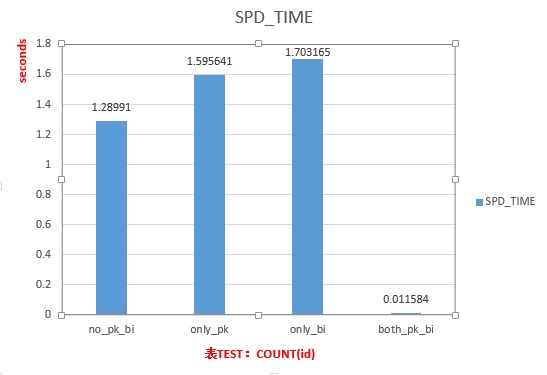 SPD_TIME
seconds
1.8
1.6
1.4
1.2
1
0.8
0.6
0.4
0.2
0
1.28991
1.595641
1.703165
0.011584
no_pk_bi
only_pk
only_bi
both_pk_bi
SPD_TIME
表TEST：COUNT(id)